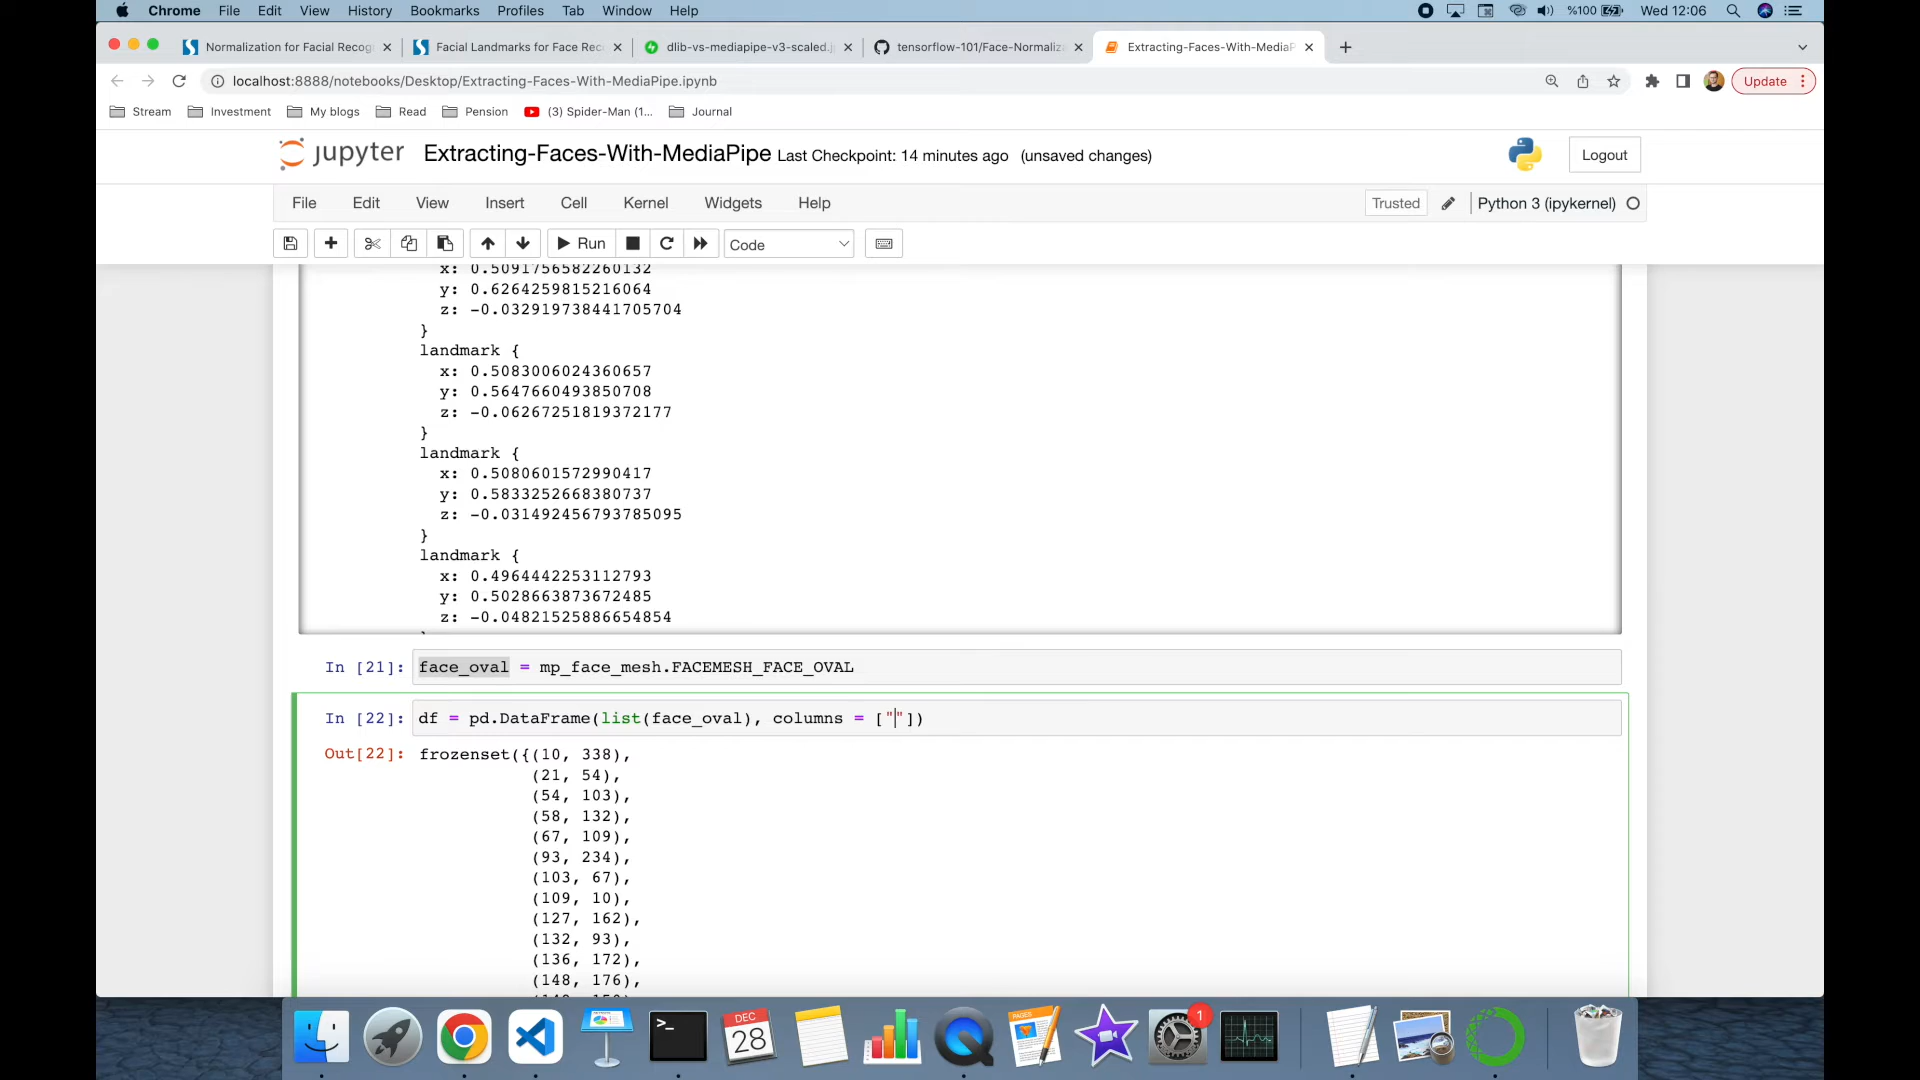 Chrome File Edit View History Bookmarks Profiles Tab Window Help %100 Wed 12:06
Normalization for Facial Recog Facial Landmarks for Face Rec dlib-vs-mediapipe-v3-scaled.j tensorflow-101/Face-Normaliza Extracting-Faces-With-MediaP
localhost:8888/notebooks/Desktop/Extracting-Faces-With-MediaPipe.ipynb Update
Stream Investment My blogs Read Pension (3) Spider-Man (1... Journal
jupyter Extracting-Faces-With-MediaPipe Last Checkpoint: 14 minutes ago (unsaved changes) Logout
File Edit View Insert Cell Kernel Widgets Help Trusted Python 3 (ipykernel)
Run Code
x: 0.5091756582260132
y: 0.6264259815216064
z: -0.032919738441705704
}
landmark {
x: 0.5083006024360657
y: 0.5647660493850708
z: -0.06267251819372177
}
landmark {
x: 0.5080601572990417
y: 0.5833252668380737
z: -0.031492456793785095
}
landmark {
x: 0.4964442253112793
y: 0.5028663873672485
z: -0.04821525886654854
In [21]: face_oval = mp_face_mesh.FACEMESH_FACE_OVAL
In [22]: df = pd.DataFrame(list(face_oval), columns = [""])
Out[22]: frozenset({(10, 338),
(21, 54),
(54, 103),
(58, 132),
(67, 109),
(93, 234),
(103, 67),
(109, 10),
(127, 162),
(132, 93),
(136, 172),
(148, 176),
DEC
28
PAGES
1